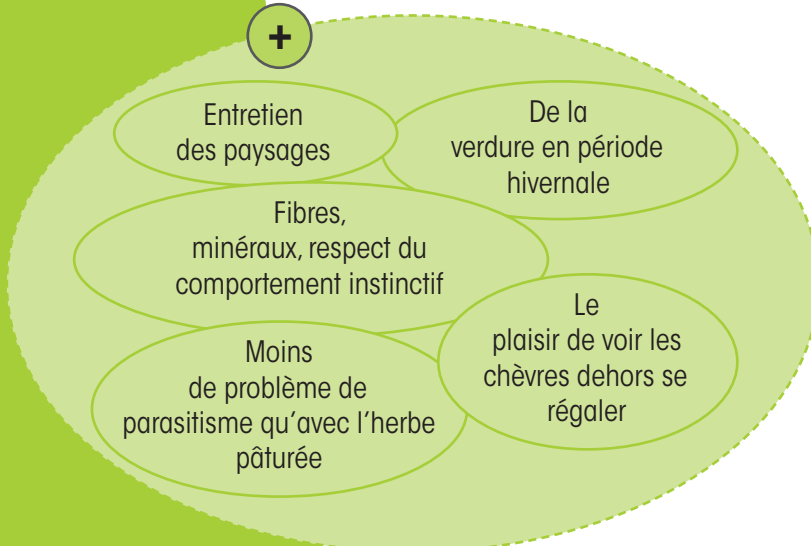 +
Entretien
des paysages
De la
verdure en période
hivernale
Fibres,
minéraux, respect du
comportement instinctif
Le
plaisir de voir les
chèvres dehors se
régaler
Moins
de problème de
parasitisme qu'avec l'herbe
pâturée